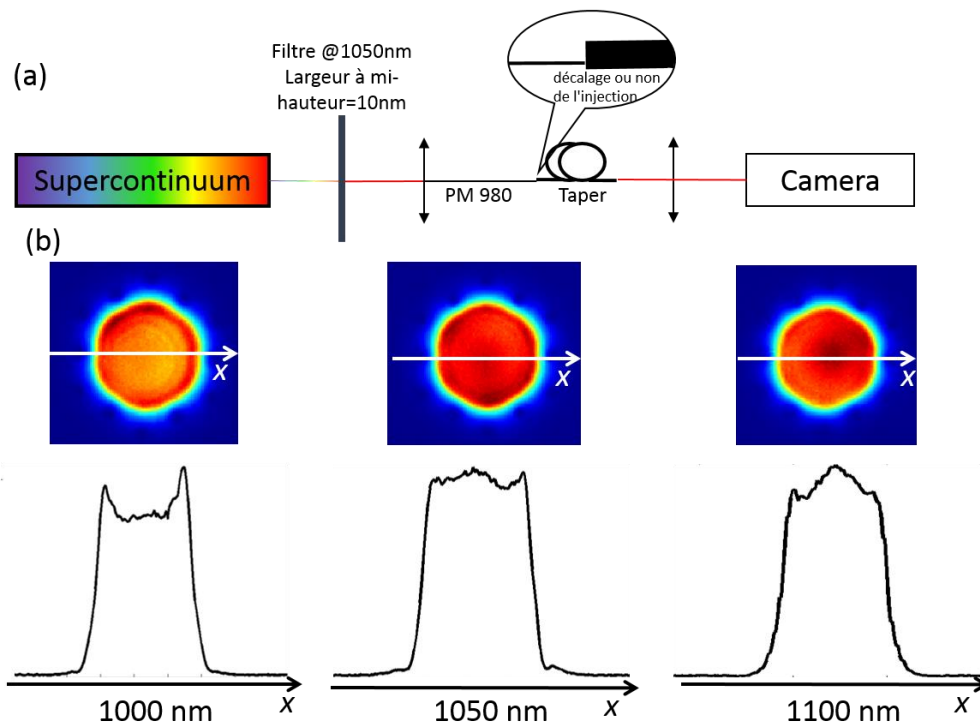 (a)
Filtre @1050nm
Largeur à mi-
hauteur=10nm
décalage ou non
de l'injection
Supercontinuum
PM 980
Taper
Camera
(b)
x
x
x
x
x
x
1000 nm
1050 nm
1100 nm